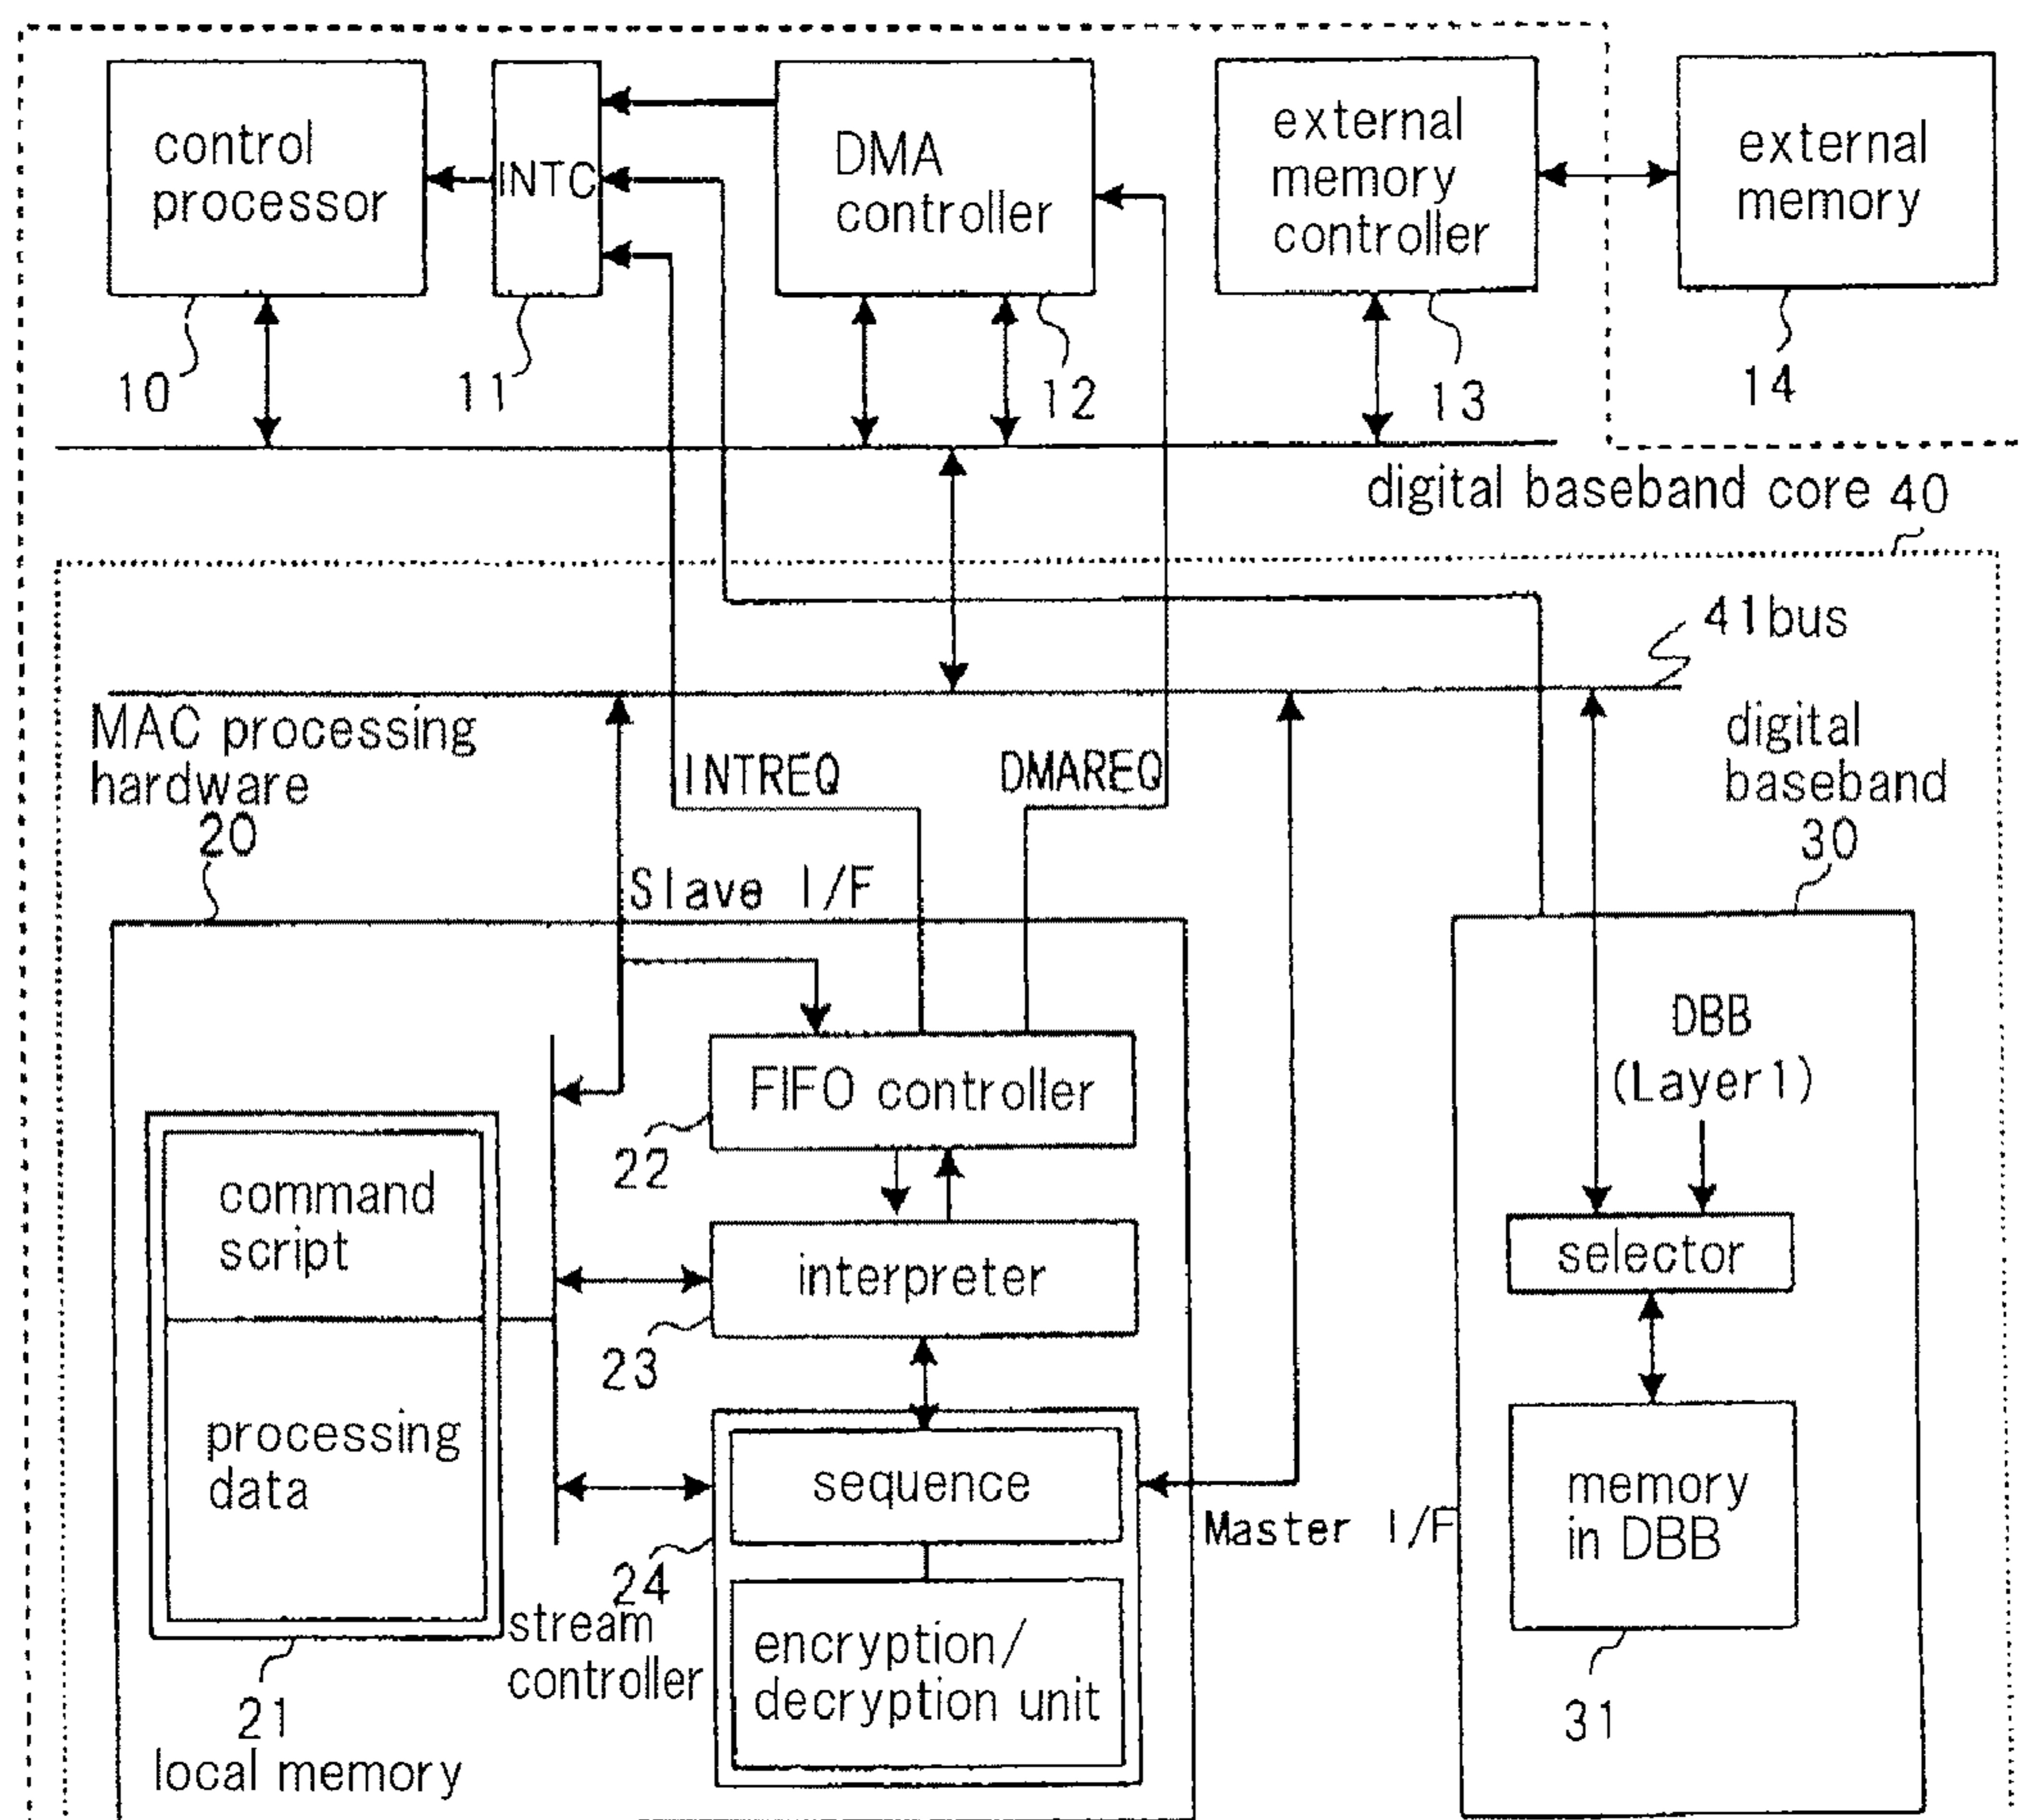 control
processor
INTC
DMA
controller
external
memory
controller
external
memory
10
11
12
13
14
digital baseband core 40
41bus
MAC processing
hardware
20
INTREQ
DMAREQ
digital
baseband
30
Slave I/F
DBB
(Layer1)
FIFO controller
22
command
script
interpreter
23
selector
processing
data
sequence
24
stream
controller
Master I/F
memory
in DBB
31
encryption/
decryption unit
21
local memory